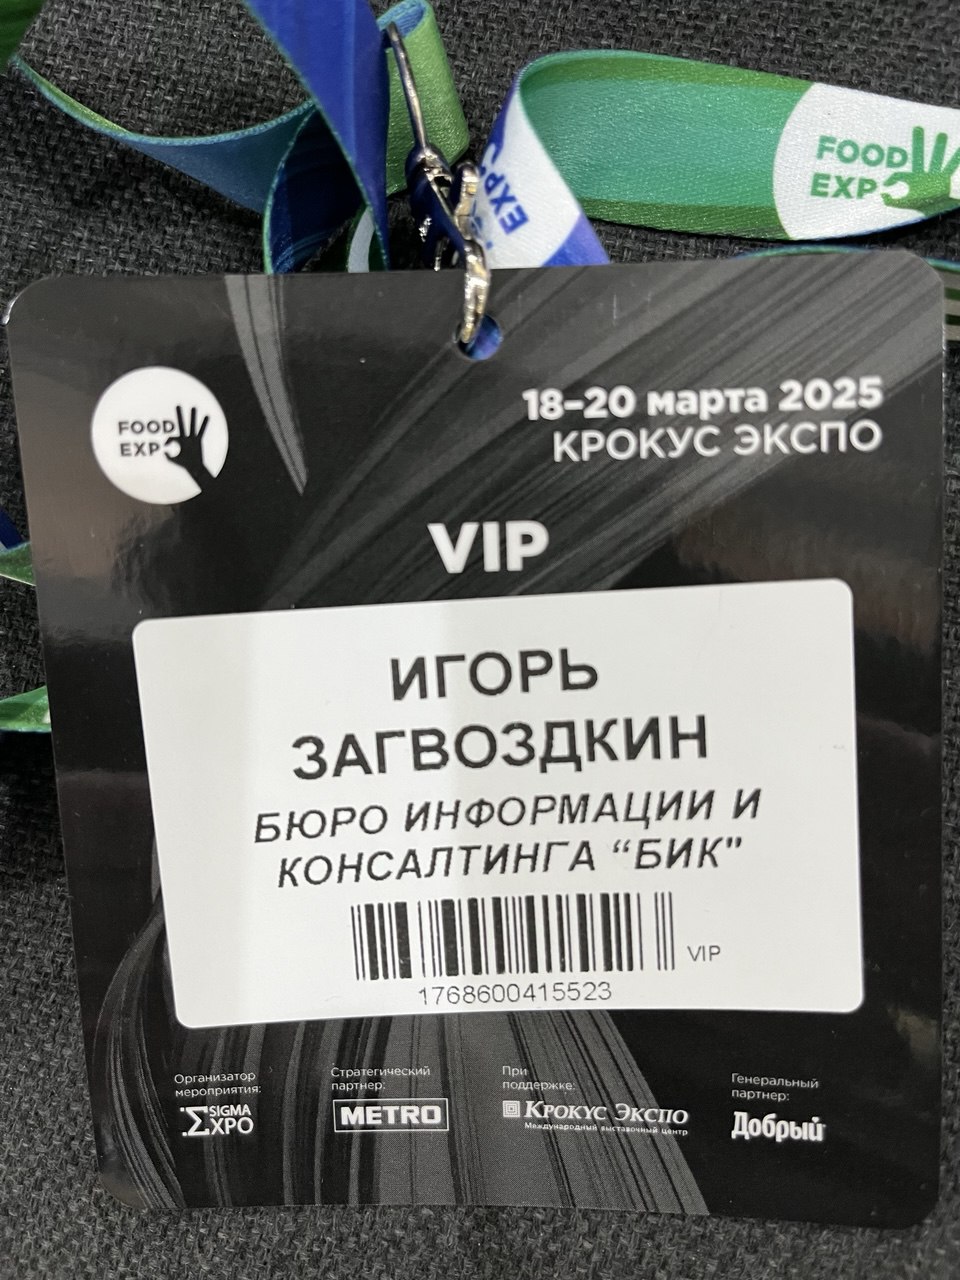 FOOD
EXPO
EXPO
FOOD
EXPO
18–20 марта 2025
КРОКУС ЭКСПО
VIP
ИГОРЬ
ЗАГВОЗДКИН
БЮРО ИНФОРМАЦИИ И
КОНСАЛТИНГА “БИК"
VIP
1768600415523
Организатор
мероприятия:
SIGMA
EXPO
Стратегический
партнер:
METRO
При
поддержке:
КРОКУС ЭКСПО
Международный выставочный центр
Генеральный
партнер:
Добрый